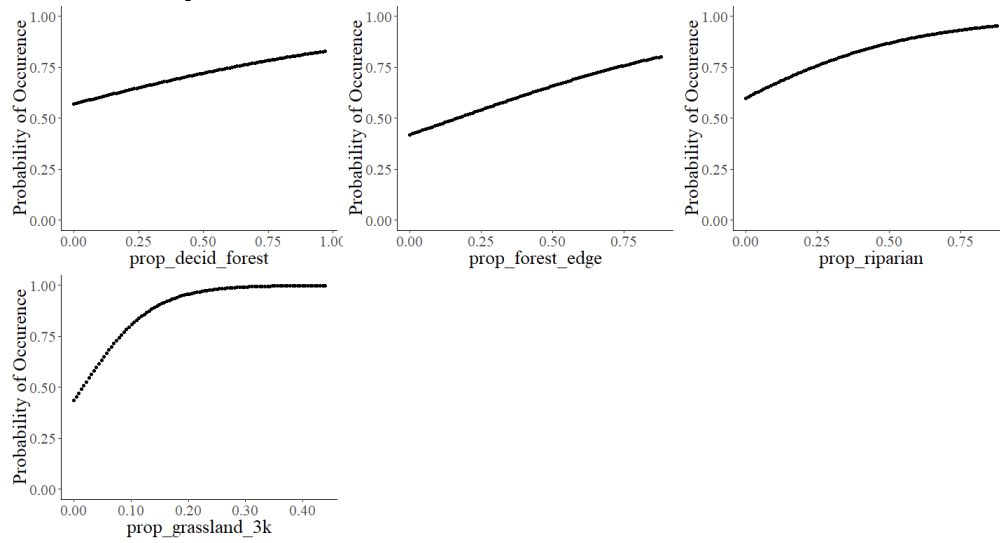 Probability of Occurence
1.00
0.75
0.50
0.25
0.00
0.00 0.25 0.50 0.75 1.00
prop_decid_forest
Probability of Occurence
1.00
0.75
0.50
0.25
0.00
0.00 0.25 0.50 0.75
prop_forest_edge
Probability of Occurence
1.00
0.75
0.50
0.25
0.00
0.00 0.25 0.50 0.75
prop_riparian
Probability of Occurence
1.00
0.75
0.50
0.25
0.00
0.00 0.10 0.20 0.30 0.40
prop_grassland_3k